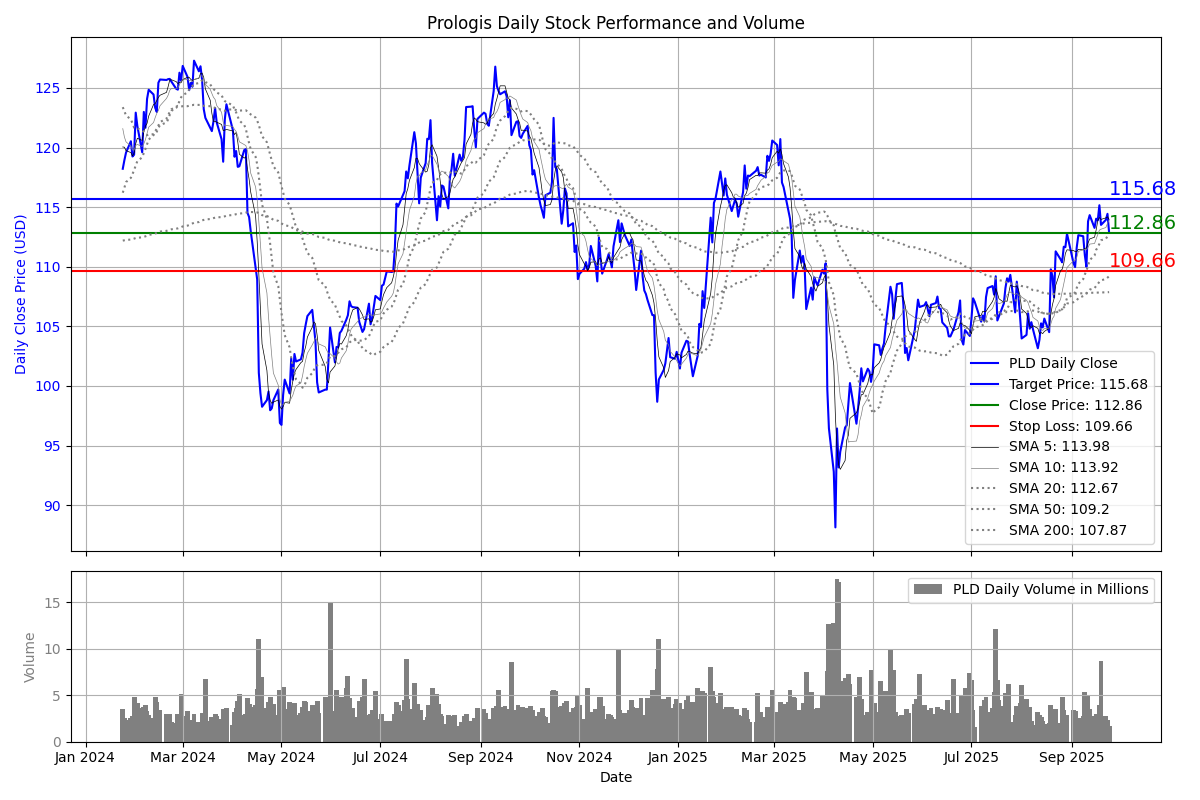 Prologis Daily Stock Performance and Volume
Daily Close Price (USD)
125
120
115
110
105
100
95
90
115.68
112.86
109.66
PLD Daily Close
Target Price: 115.68
Close Price: 112.86
Stop Loss: 109.66
SMA 5: 113.98
SMA 10: 113.92
SMA 20: 112.67
SMA 50: 109.2
SMA 200: 107.87
Volume
15
10
5
0
PLD Daily Volume in Millions
Jan 2024 Mar 2024 May 2024 Jul 2024 Sep 2024 Nov 2024 Jan 2025 Mar 2025 May 2025 Jul 2025 Sep 2025
Date